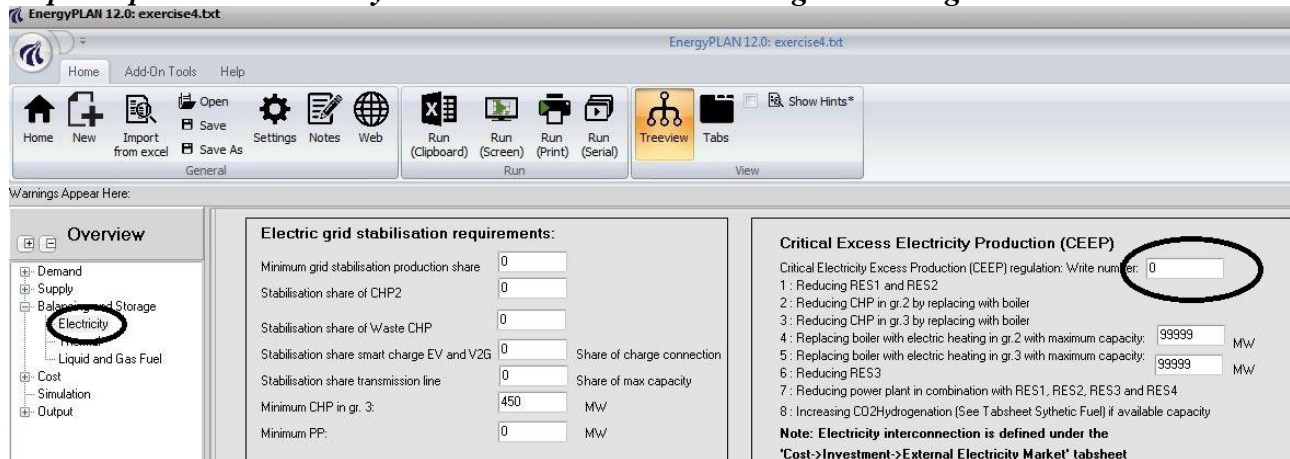 EnergyPLAN 12.0: exercise4.txt
EnergyPLAN 12.0: exercise4.txt
Home Add-On Tools Help
Home New Import from excel Open Save Save As Settings Notes Web Run (Clipboard) Run (Screen) Run (Print) Run (Serial) Treeview Tabs Show Hints*
General Run View
Warnings Appear Here:
Overview
Demand
Supply
Balancing and Storage
Electricity
Thermal
Liquid and Gas Fuel
Cost
Simulation
Output
Electric grid stabilisation requirements:
Minimum grid stabilisation production share 0
Stabilisation share of CHP2 0
Stabilisation share of Waste CHP 0
Stabilisation share smart charge EV and V2G 0 Share of charge connection
Stabilisation share transmission line 0 Share of max capacity
Minimum CHP in gr. 3: 450 MW
Minimum PP: 0 MW
Critical Excess Electricity Production (CEEP)
Critical Electricity Excess Production (CEEP) regulation: Write number: 0
1 : Reducing RES1 and RES2
2 : Reducing CHP in gr.2 by replacing with boiler
3 : Reducing CHP in gr.3 by replacing with boiler
4 : Replacing boiler with electric heating in gr.2 with maximum capacity: 99999 MW
5 : Replacing boiler with electric heating in gr.3 with maximum capacity: 99999 MW
6 : Reducing RES3
7 : Reducing power plant in combination with RES1, RES2, RES3 and RES4
8 : Increasing CO2Hydrogenation (See Tabsheet Sythetic Fuel) if available capacity
Note: Electricity interconnection is defined under the
'Cost->Investment->External Electricity Market' tabsheet